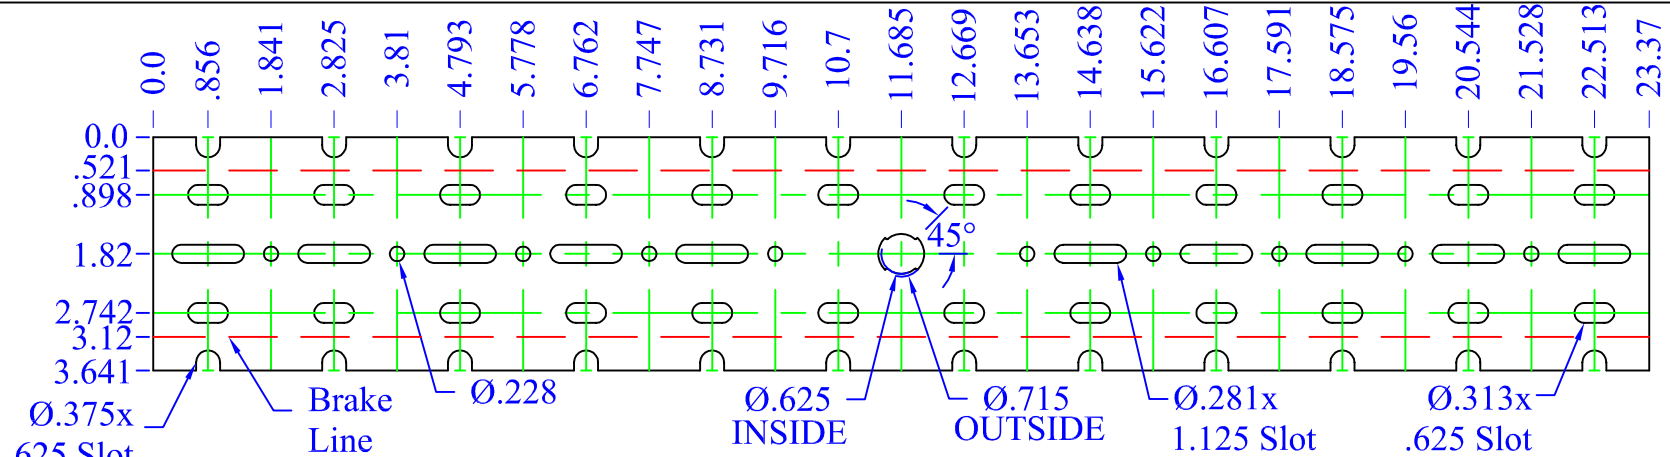 0.0
.856
1.841
2.825
3.81
4.793
5.778
6.762
7.747
8.731
9.716
10.7
11.685
12.669
13.653
14.638
15.622
16.607
17.591
18.575
19.56
20.544
21.528
22.513
23.37
0.0
.521
.898
1.82
2.742
3.12
3.641
45°
Ø.375x
625 Slot
Brake
Line
Ø.228
Ø.625
INSIDE
Ø.715
OUTSIDE
Ø.281x
1.125 Slot
Ø.313x
.625 Slot